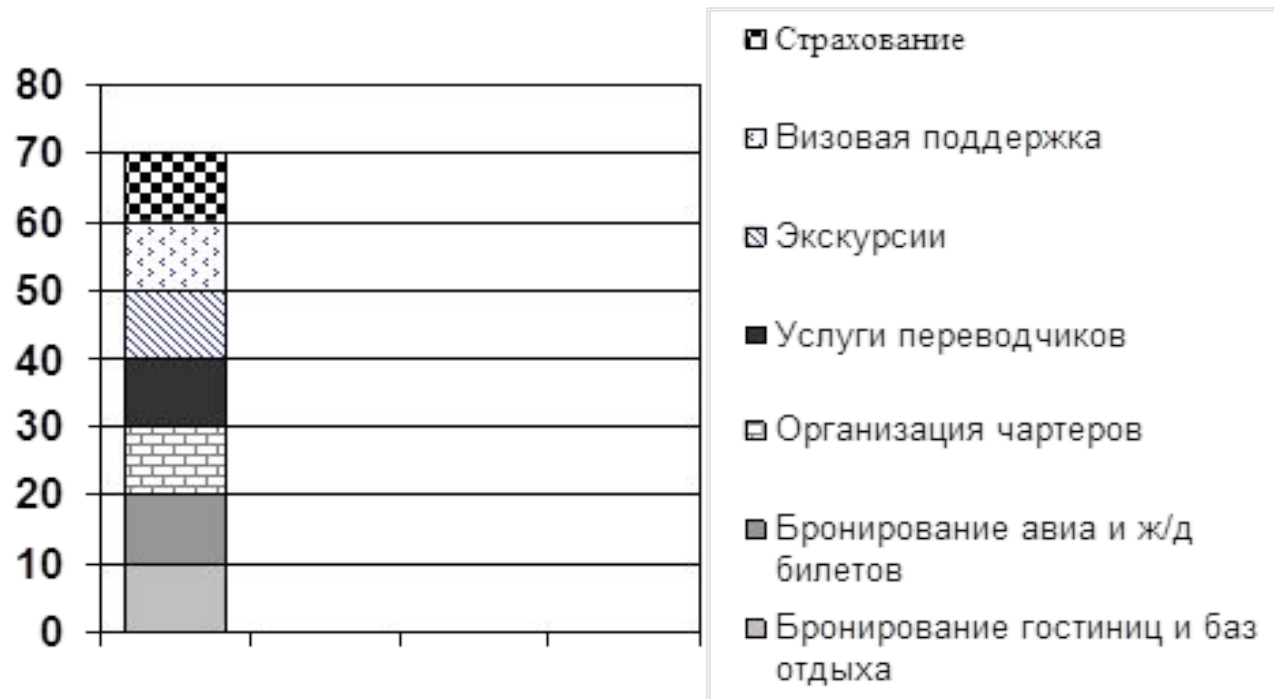 80
70
60
50
40
30
20
10
0
Страхование
Визовая поддержка
Экскурсии
Услуги переводчиков
Организация чартеров
Бронирование авиа и ж/д
билетов
Бронирование гостиниц и баз
отдыха